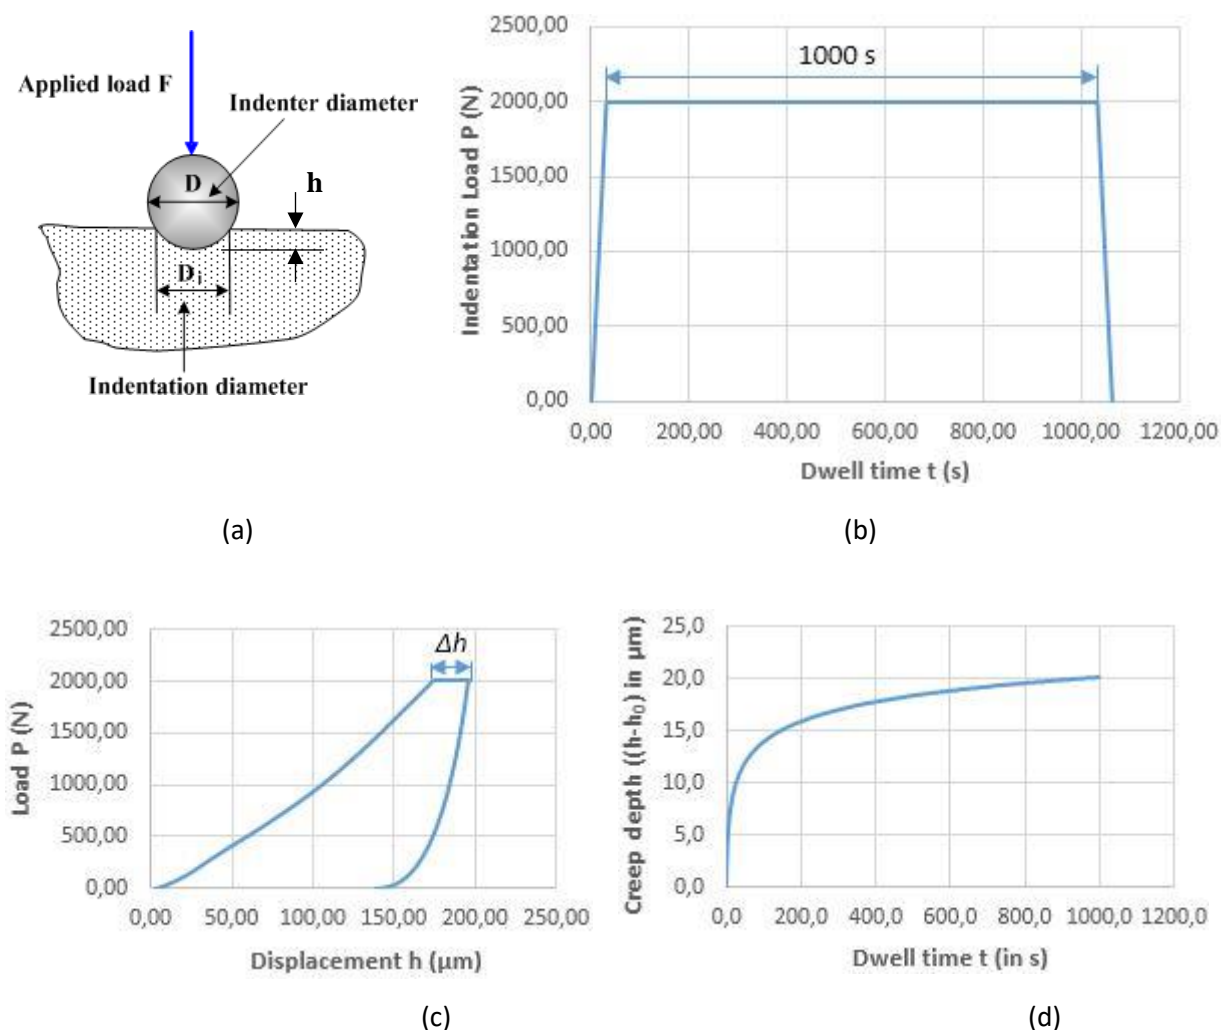 Applied load F
Indenter diameter
D
h
D i
Indentation diameter
(a)
Indentation Load P (N)
2500,00
2000,00
1500,00
1000,00
500,00
0,00
1000 s
0,00 200,00 400,00 600,00 800,00 1000,00 1200,00
Dwell time t (s)
(b)
Load P (N)
2500,00
2000,00
1500,00
1000,00
500,00
0,00
Δh
0,00 50,00 100,00 150,00 200,00 250,00
Displacement h (μm)
(c)
Creep depth ((h-h0) in μm)
25,0
20,0
15,0
10,0
5,0
0,0
0,0 200,0 400,0 600,0 800,0 1000,0 1200,0
Dwell time t (in s)
(d)